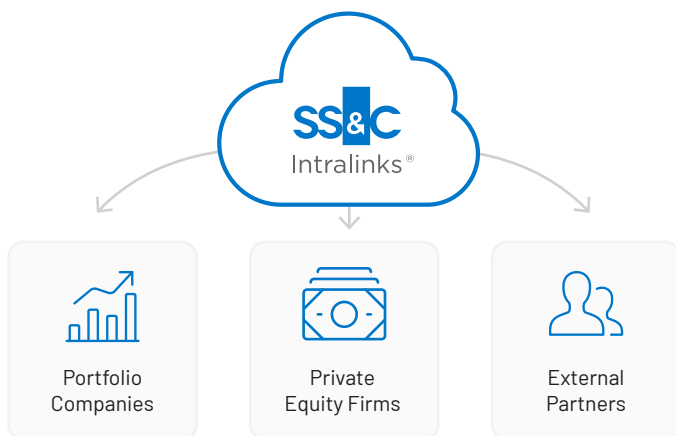 SS&C
Intralinks®
Portfolio
Companies
Private
Equity Firms
External
Partners